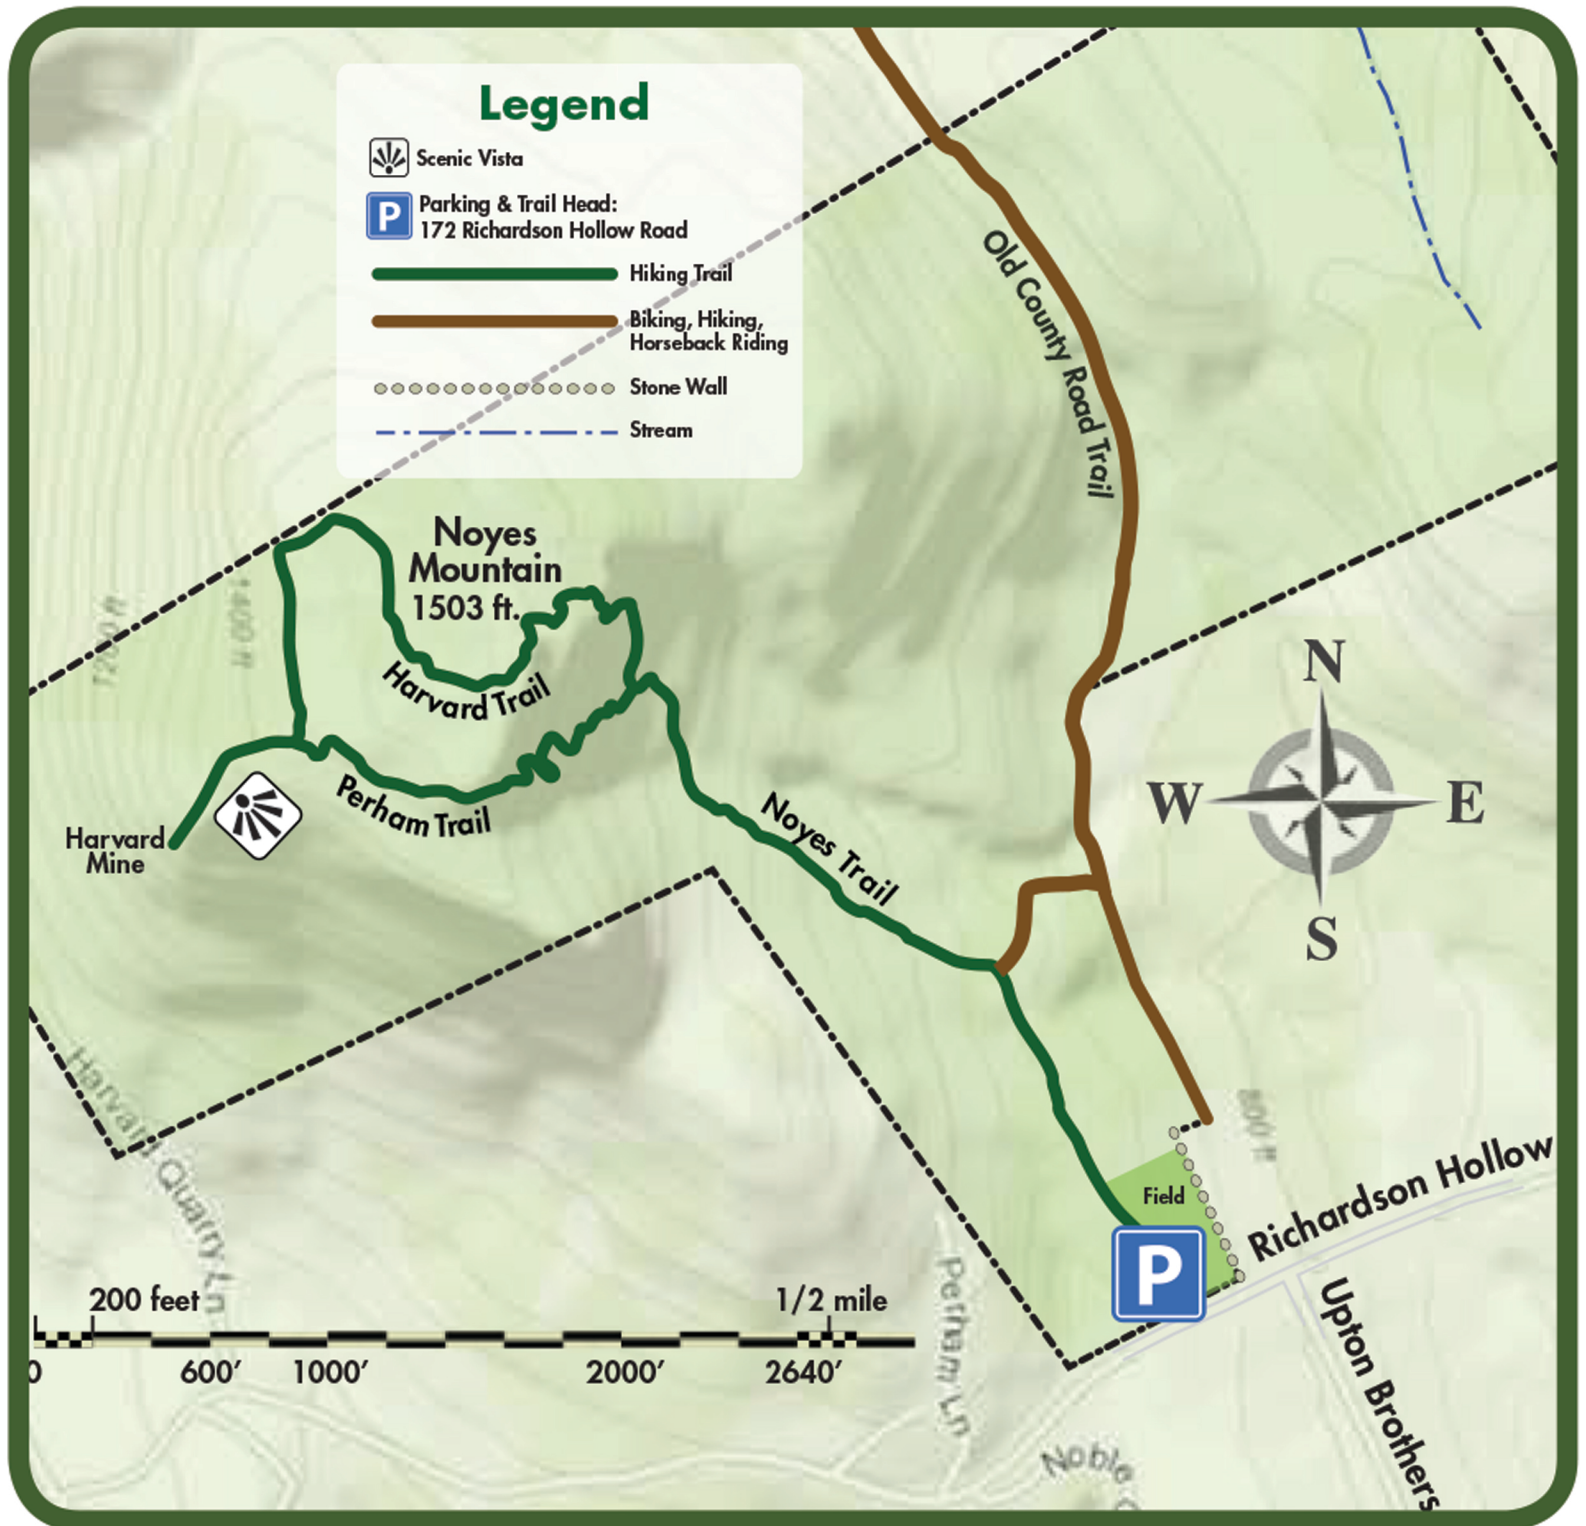 Legend
Scenic Vista
P
Parking & Trail Head:
172 Richardson Hollow Road
Hiking Trail
Biking, Hiking,
Horseback Riding
Stone Wall
Stream
Old County Road Trail
Noyes
Mountain
1503 ft.
1400 ft
Harvard Trail
Perham Trail
Harvard
Mine
Noyes Trail
N
W
E
S
800 ft
Field
P
Richardson Hollow
Upton Brothers
Harvard Quarry Ln
Perham Ln
Noble
200 feet
1/2 mile
0
600'
1000'
2000'
2640'